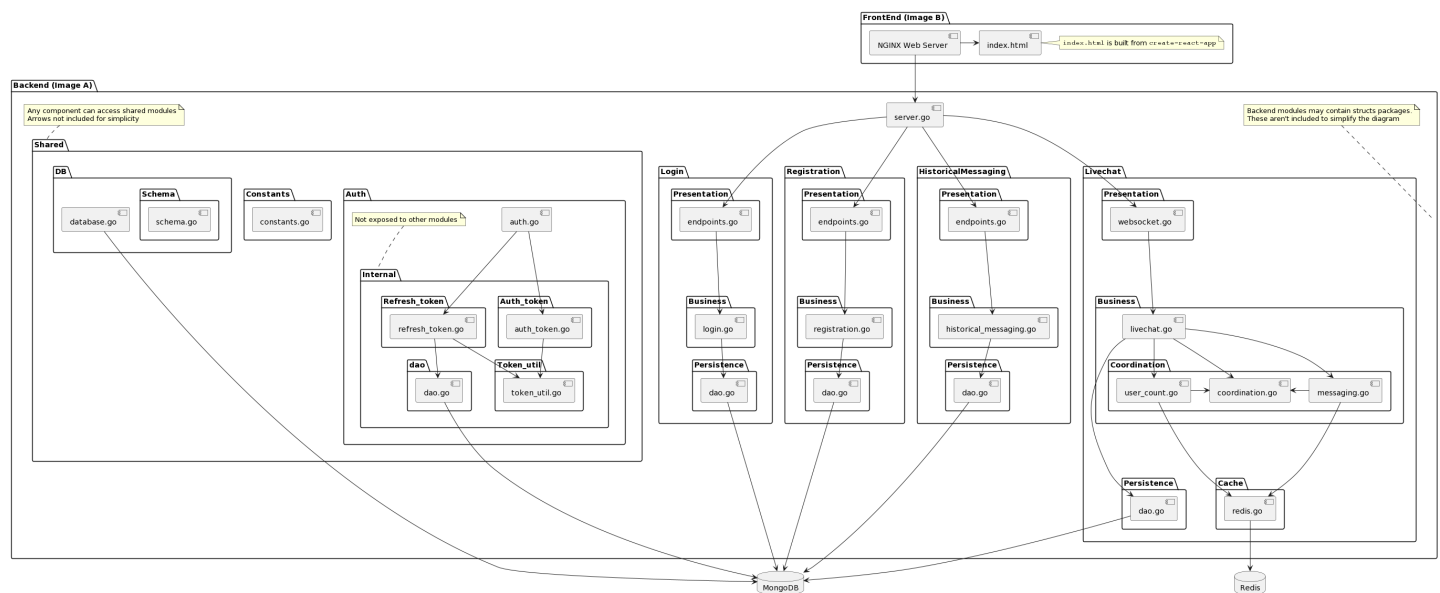 FrontEnd (Image B)
NGINX Web Server
index.html
index.html is built from create-react-app
Backend (Image A)
Any component can access shared modules
Arrows not included for simplicity
server.go
Backend modules may contain structs packages.
These aren't included to simplify the diagram
Shared
DB
database.go
Schema
schema.go
Constants
constants.go
Auth
Not exposed to other modules
auth.go
Internal
Refresh_token
refresh_token.go
Auth_token
auth_token.go
dao
dao.go
Token_util
token_util.go
Login
Presentation
endpoints.go
Business
login.go
Persistence
dao.go
Registration
Presentation
endpoints.go
Business
registration.go
Persistence
dao.go
HistoricalMessaging
Presentation
endpoints.go
Business
historical_messaging.go
Persistence
dao.go
Livechat
Presentation
websocket.go
Business
livechat.go
Coordination
user_count.go
coordination.go
messaging.go
Persistence
dao.go
Cache
redis.go
MongoDB
Redis